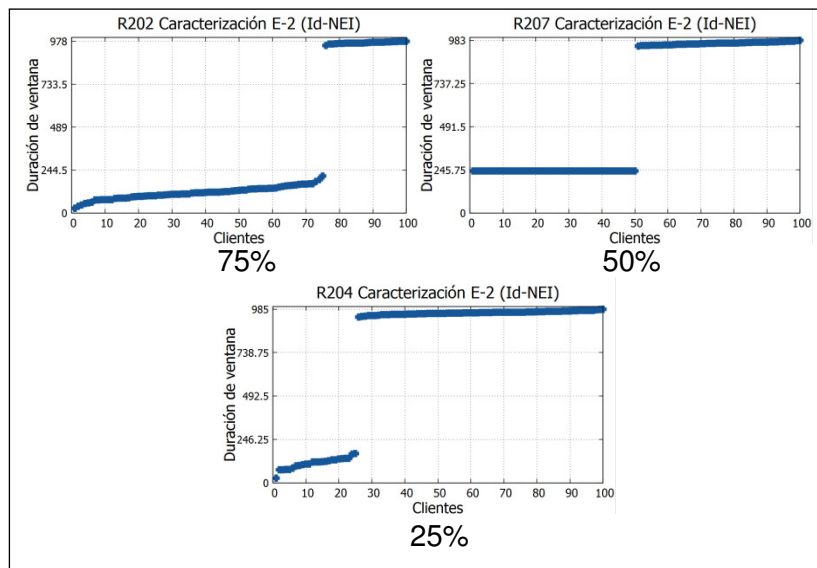 R202 Caracterización E-2 (Id-NEI)
978
733.5
489
244.5
0
Duración de ventana
0 10 20 30 40 50 60 70 80 90 100
Clientes
75%
R207 Caracterización E-2 (Id-NEI)
983
737.25
491.5
245.75
0
Duración de ventana
0 10 20 30 40 50 60 70 80 90 100
Clientes
50%
R204 Caracterización E-2 (Id-NEI)
985
738.75
492.5
246.25
0
Duración de ventana
0 10 20 30 40 50 60 70 80 90 100
Clientes
25%